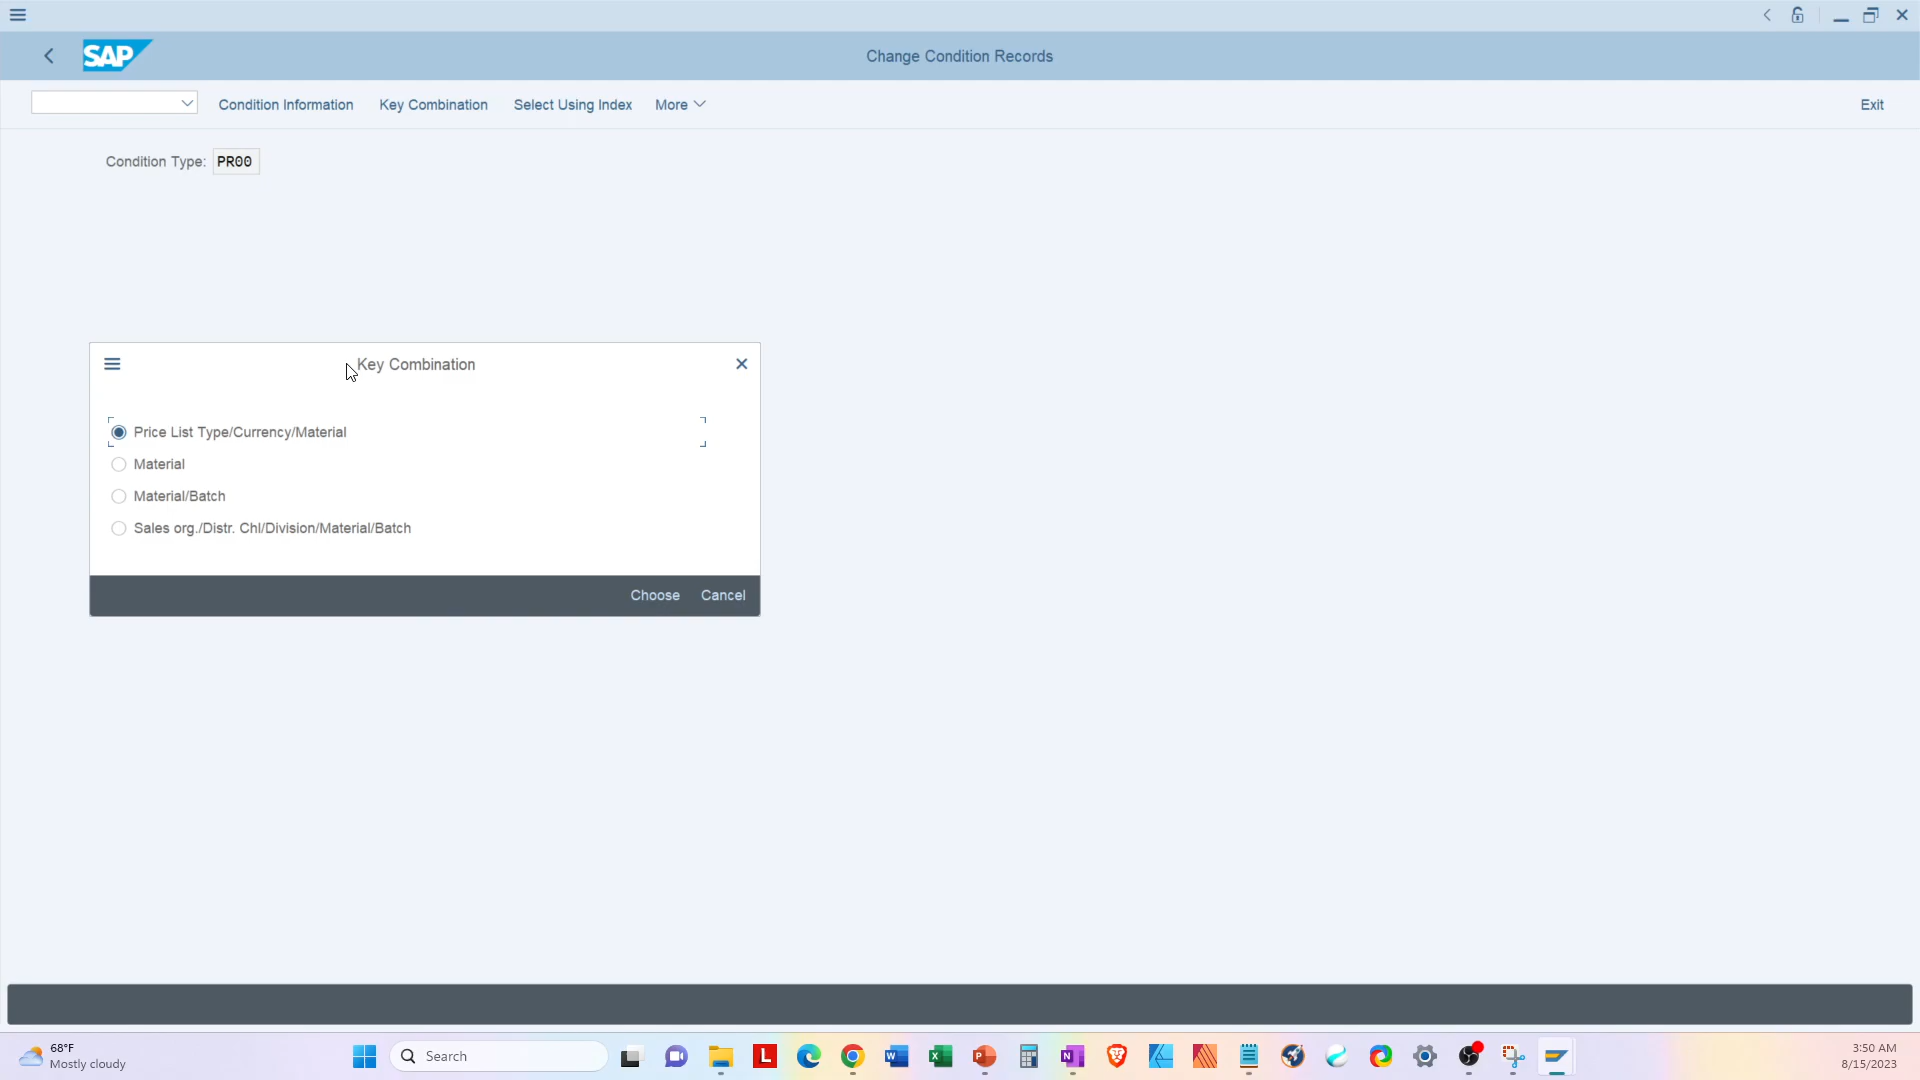 SAP
Change Condition Records
Condition Information
Key Combination
Select Using Index
More
Exit
Condition Type: PR00
Key Combination
Price List Type/Currency/Material
Material
Material/Batch
Sales org./Distr. Chl/Division/Material/Batch
Choose
Cancel
68°F
Mostly cloudy
Search
L
W
X
P
N
3:50 AM
8/15/2023